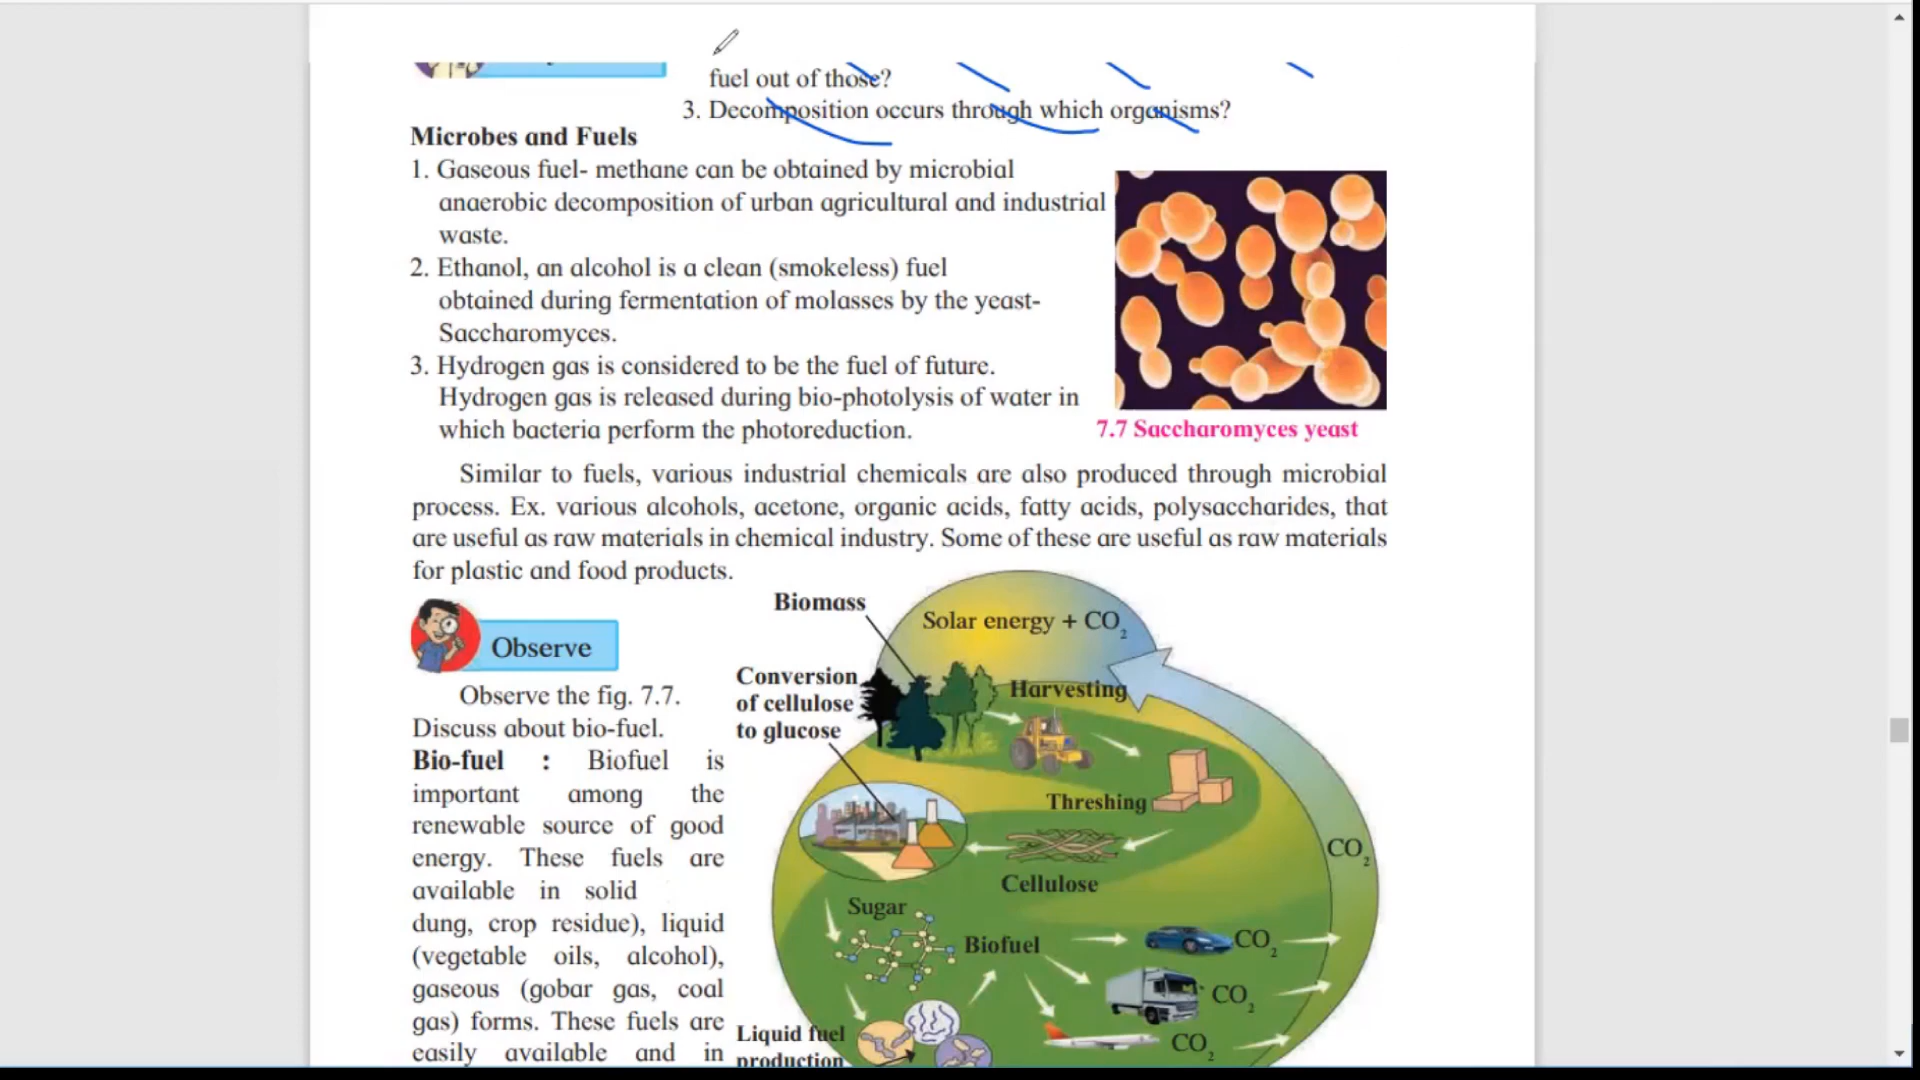 fuel out of those?
3. Decomposition occurs through which organisms?
Microbes and Fuels
1. Gaseous fuel- methane can be obtained by microbial
anaerobic decomposition of urban agricultural and industrial
waste.
2. Ethanol, an alcohol is a clean (smokeless) fuel
obtained during fermentation of molasses by the yeast-
Saccharomyces.
3. Hydrogen gas is considered to be the fuel of future.
Hydrogen gas is released during bio-photolysis of water in
which bacteria perform the photoreduction.
7.7 Saccharomyces yeast
Similar to fuels, various industrial chemicals are also produced through microbial
process. Ex. various alcohols, acetone, organic acids, fatty acids, polysaccharides, that
are useful as raw materials in chemical industry. Some of these are useful as raw materials
for plastic and food products.
Observe
Observe the fig. 7.7.
Discuss about bio-fuel.
Bio-fuel : Biofuel is
important among the
renewable source of good
energy. These fuels are
available in solid
dung, crop residue), liquid
(vegetable oils, alcohol),
gaseous (gobar gas, coal
gas) forms. These fuels are
easily available and in
Biomass
Solar energy + CO2
Conversion
of cellulose
to glucose
Harvesting
Threshing
CO2
Cellulose
Sugar
Biofuel
CO2
CO2
Liquid fuel
production
CO2